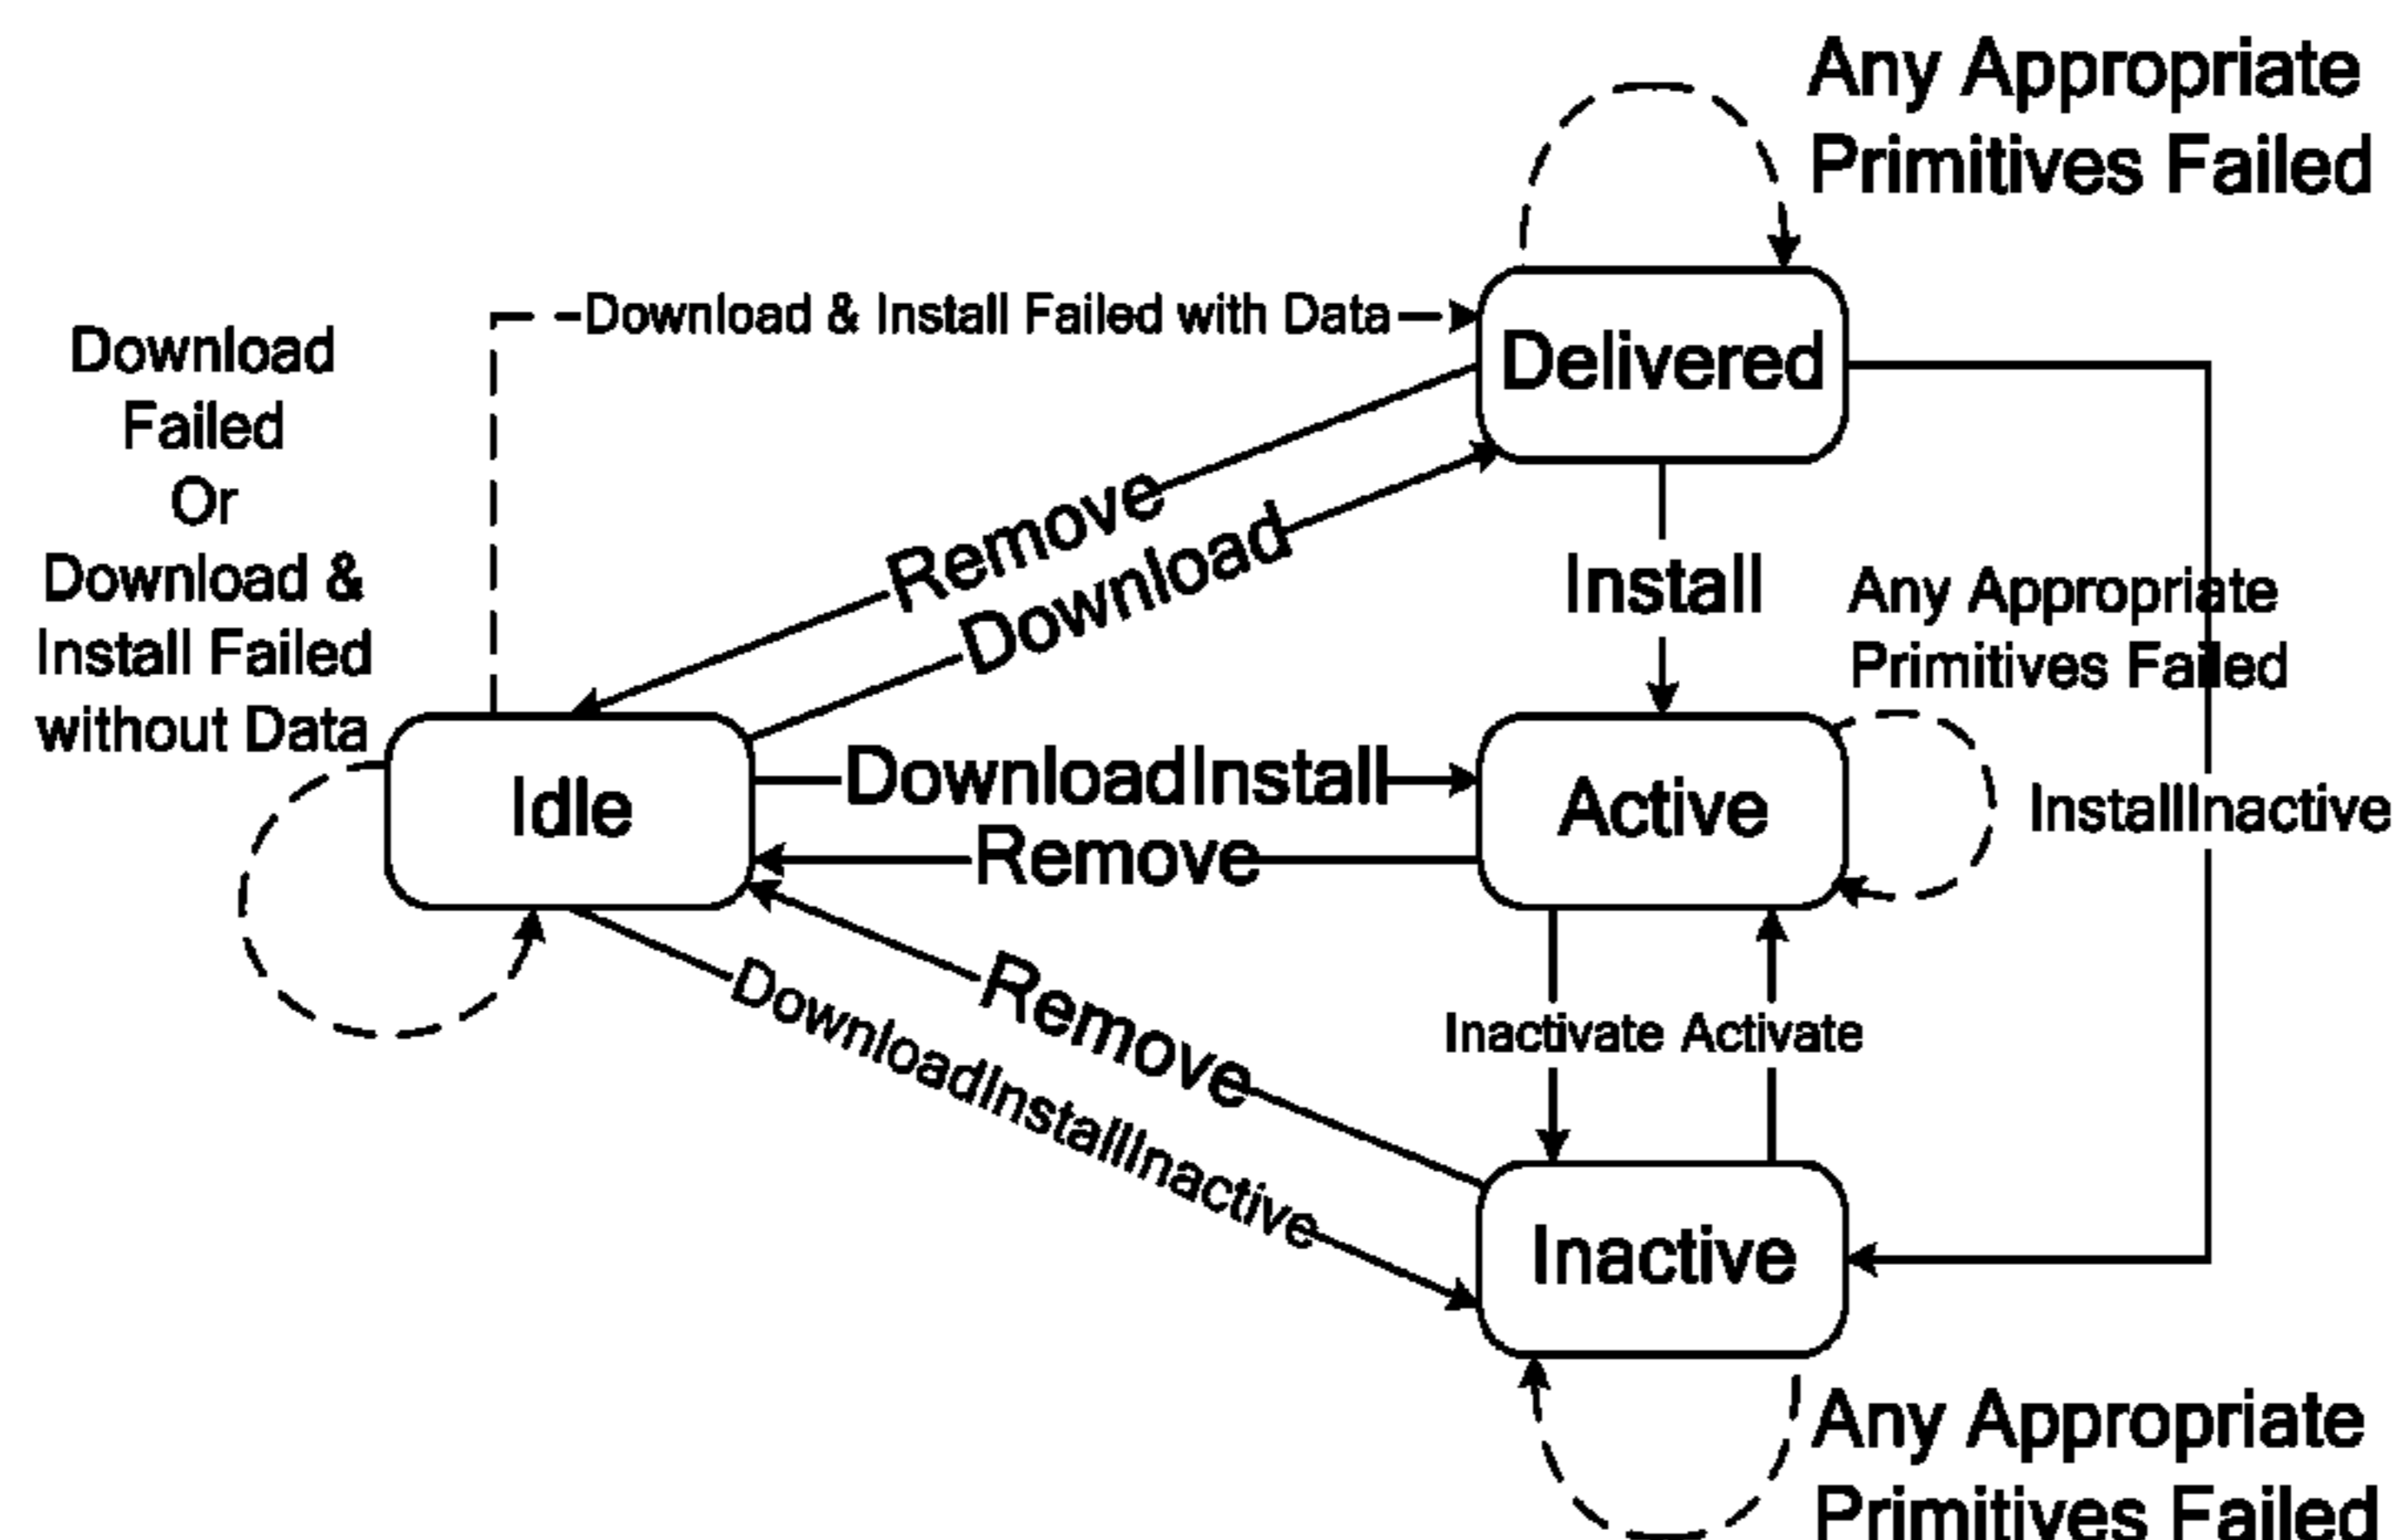 Any Appropriate
Primitives Failed
Download & Install Failed with Data
Delivered
Download
Failed
Or
Download &
Install Failed
without Data
Remove
Download
Install
Any Appropriate
Primitives Failed
Idle
DownloadInstall
Remove
Active
InstallInactive
Remove
DownloadInstallInactive
Inactivate Activate
Inactive
Any Appropriate
Primitives Failed